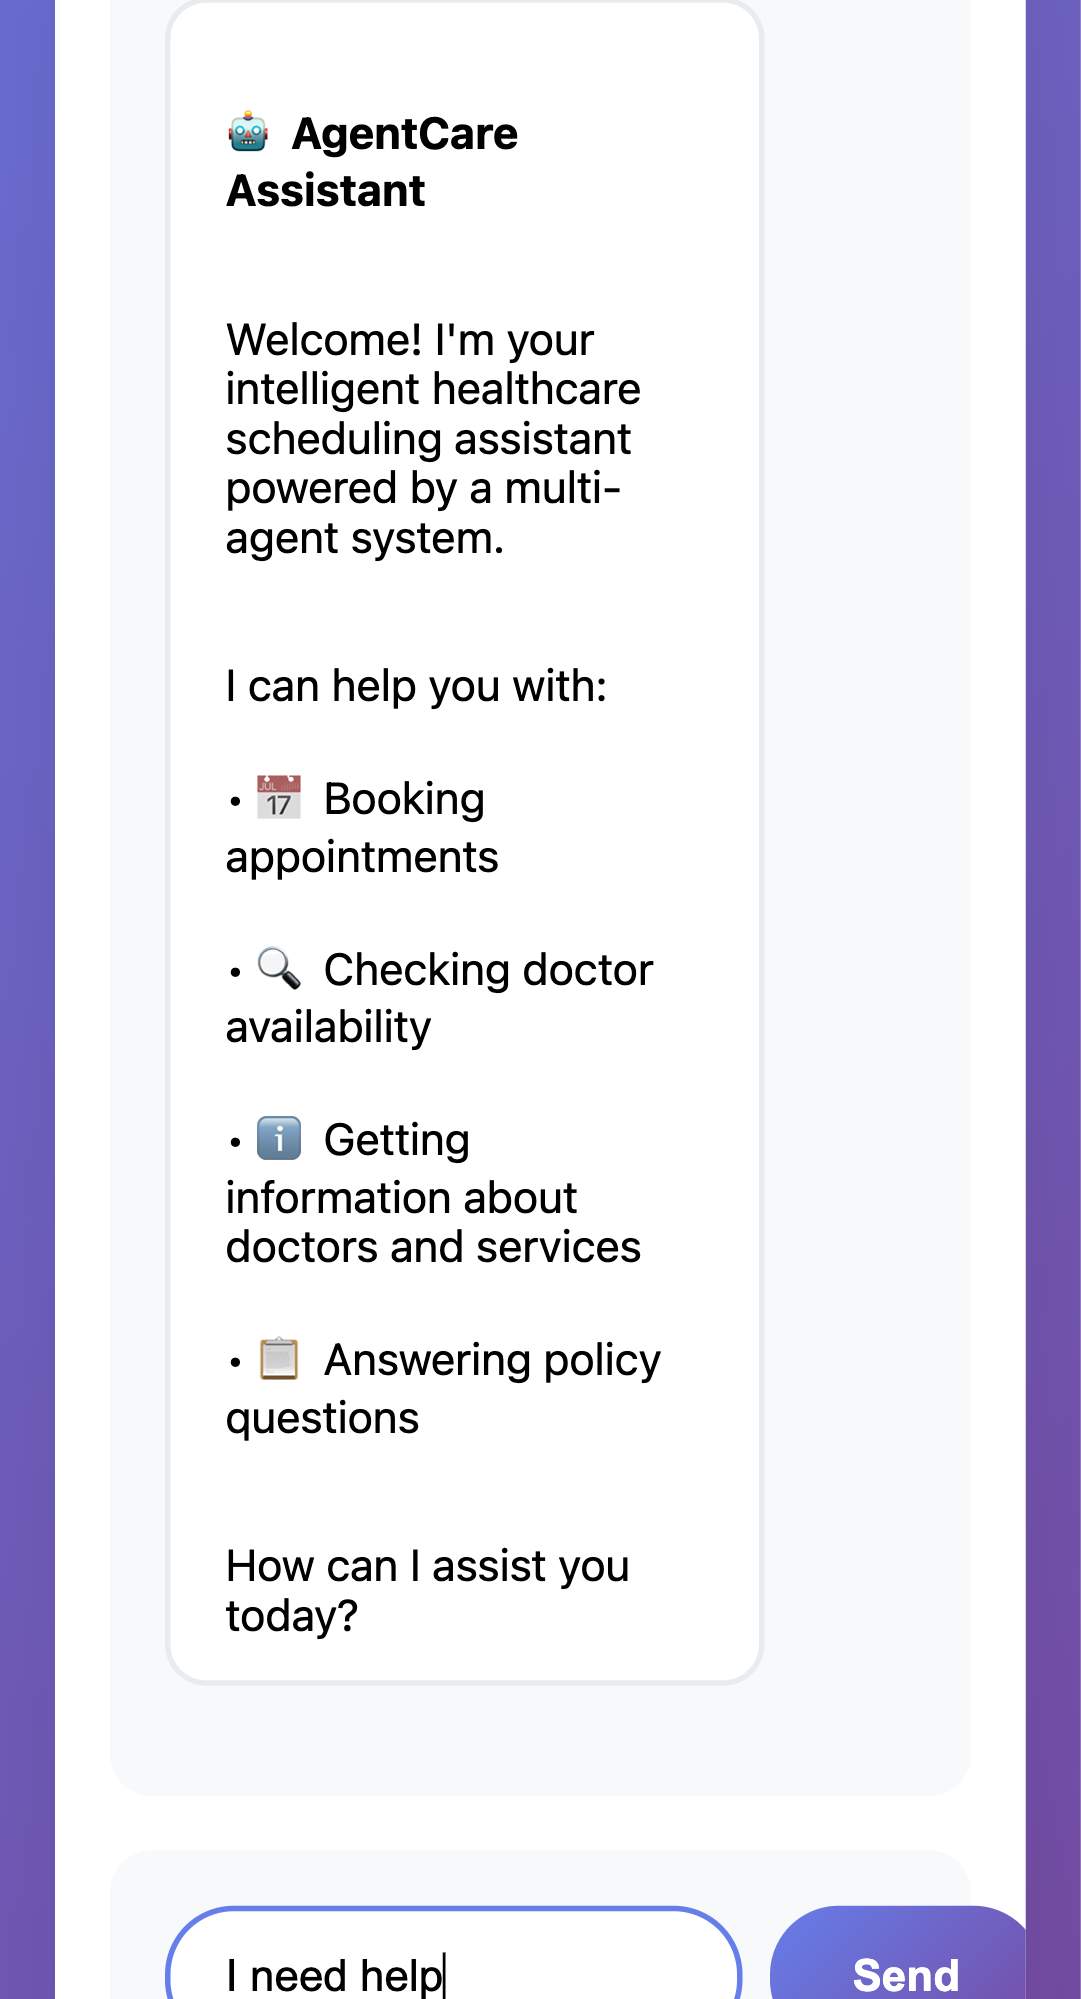 🤖 AgentCare
Assistant
Welcome! I'm your
intelligent healthcare
scheduling assistant
powered by a multi-
agent system.
I can help you with:
• 📅 Booking
appointments
• 🔍 Checking doctor
availability
• ℹ️ Getting
information about
doctors and services
• 📋 Answering policy
questions
How can I assist you
today?
I need help
Send